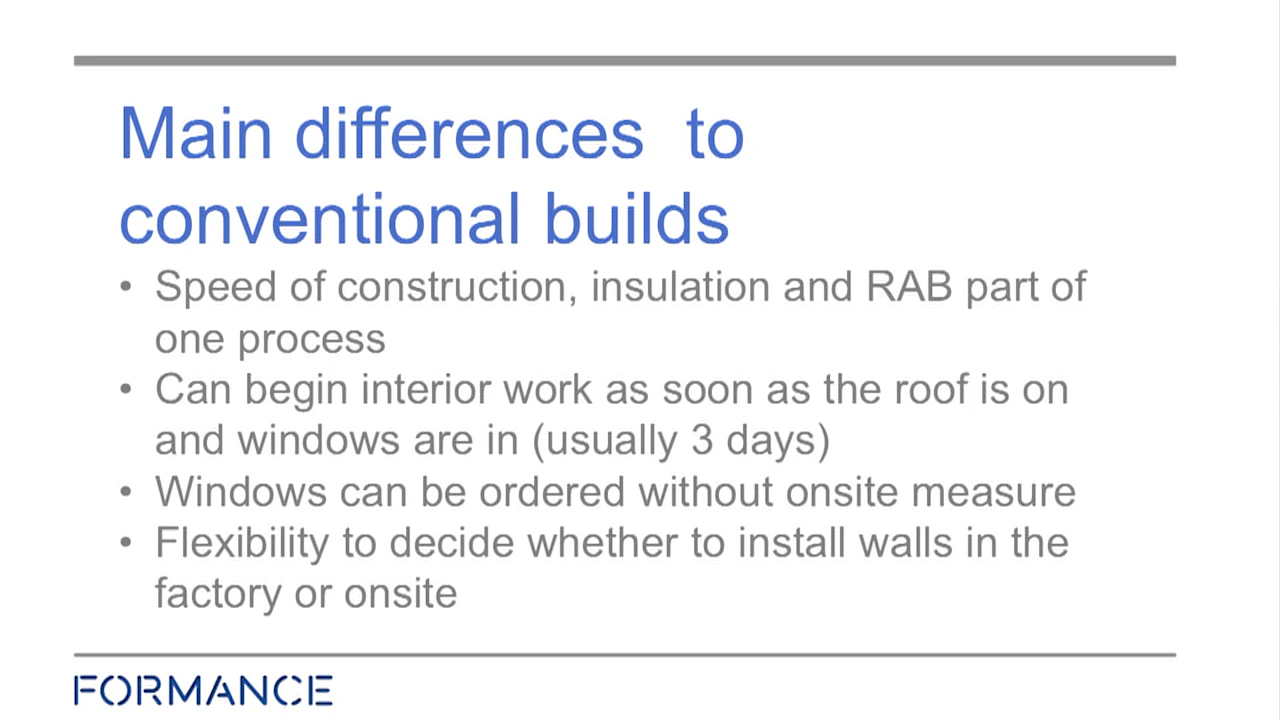 Main differences  to
conventional builds
• Speed of construction, insulation and RAB part of
one process
• Can begin interior work as soon as the roof is on
and windows are in (usually 3 days)
• Windows can be ordered without onsite measure
• Flexibility to decide whether to install walls in the
factory or onsite
FORMANCE